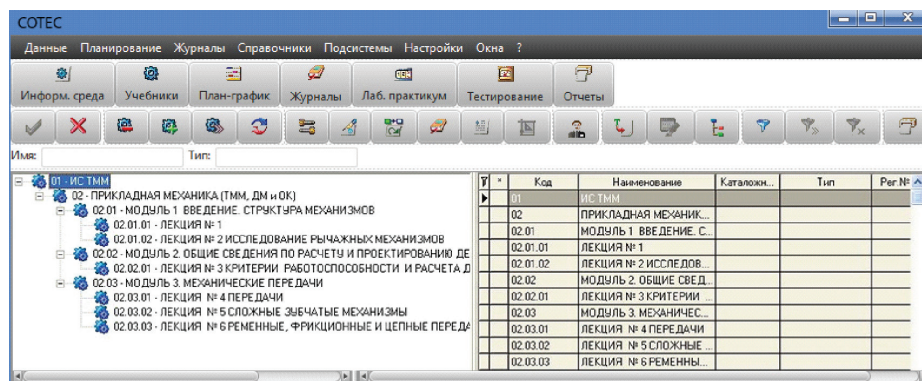 СОТЕС
Данные Планирование Журналы Справочники Подсистемы Настройки Окна ?
Информ. среда Учебники План-график Журналы Лаб. практикум Тестирование Отчеты
Имя: Тип:
01 - ИС ТММ
02 - ПРИКЛАДНАЯ МЕХАНИКА (ТММ, ДМ и ОК)
02.01 - МОДУЛЬ 1 ВВЕДЕНИЕ. СТРУКТУРА МЕХАНИЗМОВ
02.01.01 - ЛЕКЦИЯ № 1
02.01.02 - ЛЕКЦИЯ № 2 ИССЛЕДОВАНИЕ РЫЧАЖНЫХ МЕХАНИЗМОВ
02.02 - МОДУЛЬ 2. ОБЩИЕ СВЕДЕНИЯ ПО РАСЧЕТУ И ПРОЕКТИРОВАНИЮ ДЕ
02.02.01 - ЛЕКЦИЯ № 3 КРИТЕРИИ РАБОТОСПОСОБНОСТИ И РАСЧЕТА Д
02.03 - МОДУЛЬ 3. МЕХАНИЧЕСКИЕ ПЕРЕДАЧИ
02.03.01 - ЛЕКЦИЯ № 4 ПЕРЕДАЧИ
02.03.02 - ЛЕКЦИЯ № 5 СЛОЖНЫЕ ЗУБЧАТЫЕ МЕХАНИЗМЫ
02.03.03 - ЛЕКЦИЯ № 6 РЕМЕННЫЕ, ФРИКЦИОННЫЕ И ЦЕПНЫЕ ПЕРЕДА
* Код Наименование Каталожн... Тип Рег.№
01 ИС ТММ
02 ПРИКЛАДНАЯ МЕХАНИК...
02.01 МОДУЛЬ 1 ВВЕДЕНИЕ. С...
02.01.01 ЛЕКЦИЯ № 1
02.01.02 ЛЕКЦИЯ № 2 ИССЛЕДОВ...
02.02 МОДУЛЬ 2. ОБЩИЕ СВЕД...
02.02.01 ЛЕКЦИЯ № 3 КРИТЕРИИ ...
02.03 МОДУЛЬ 3. МЕХАНИЧЕС...
02.03.01 ЛЕКЦИЯ № 4 ПЕРЕДАЧИ
02.03.02 ЛЕКЦИЯ № 5 СЛОЖНЫЕ ...
02.03.03 ЛЕКЦИЯ № 6 РЕМЕННЫ...